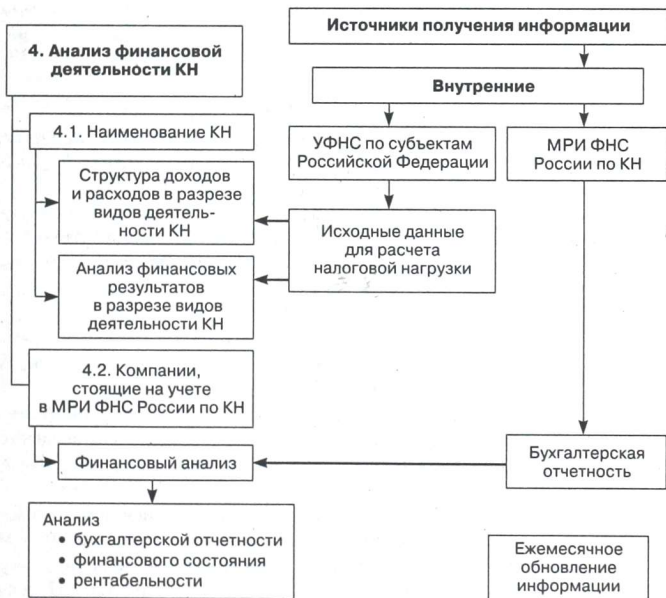 4. Анализ финансовой
деятельности КН
4.1. Наименование КН
Структура доходов
и расходов в разрезе
видов деятель-
ности КН
Анализ финансовых
результатов
в разрезе видов
деятельности КН
4.2. Компании,
стоящие на учете
в МРИ ФНС России по КН
Финансовый анализ
Анализ
• бухгалтерской отчетности
• финансового состояния
• рентабельности
Источники получения информации
Внутренние
УФНС по субъектам
Российской Федерации
МРИ ФНС
России по КН
Исходные данные
для расчета
налоговой нагрузки
Бухгалтерская
отчетность
Ежемесячное
обновление
информации